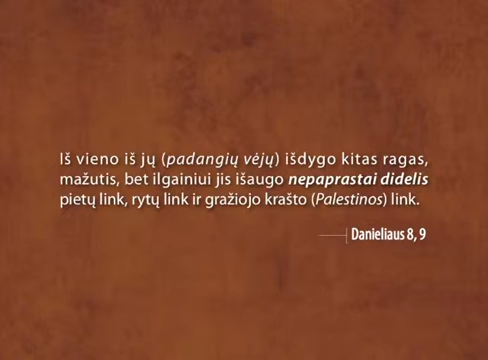 Iš vieno iš jų (padangių vėjų) išdygo kitas ragas,
mažutis, bet ilgainiui jis išaugo nepaprastai didelis
pietų link, rytų link ir gražiojo krašto (Palestinos) link.
Danieliaus 8, 9